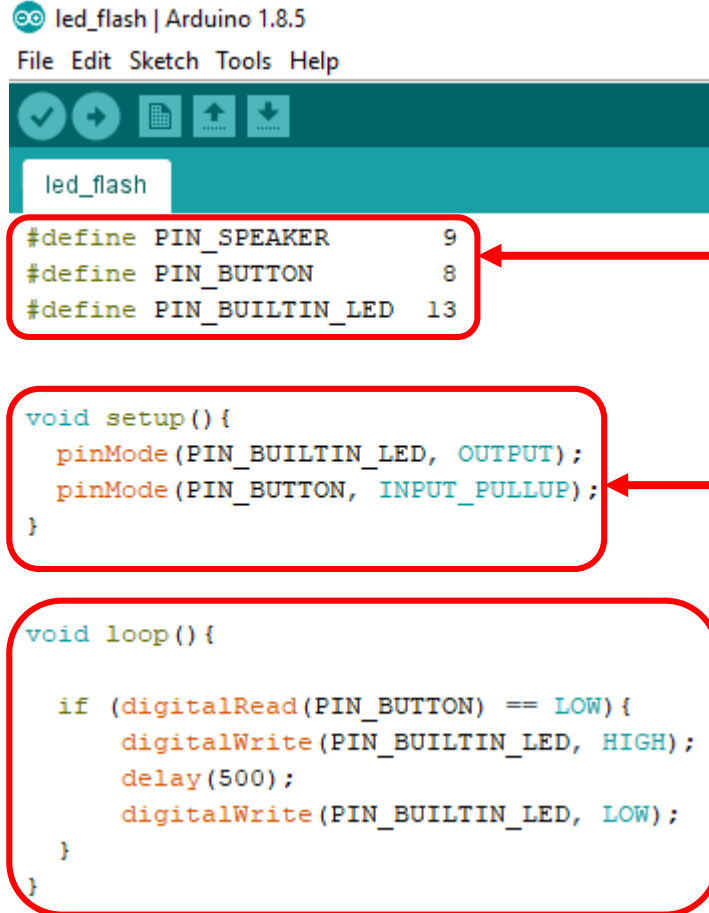 led_flash | Arduino 1.8.5
File Edit Sketch Tools Help
led_flash
#define PIN_SPEAKER 9
#define PIN_BUTTON 8
#define PIN_BUILTIN_LED 13
void setup(){
pinMode(PIN_BUILTIN_LED, OUTPUT);
pinMode(PIN_BUTTON, INPUT_PULLUP);
}
void loop(){
if (digitalRead(PIN_BUTTON) == LOW){
digitalWrite(PIN_BUILTIN_LED, HIGH);
delay(500);
digitalWrite(PIN_BUILTIN_LED, LOW);
}
}